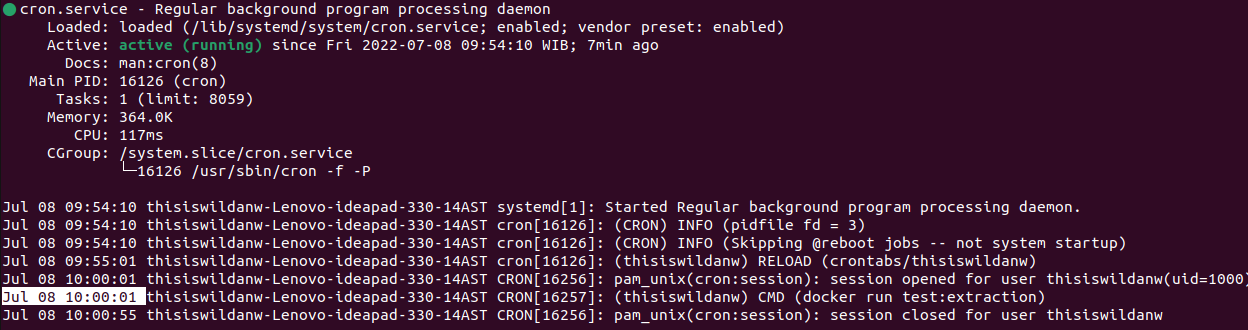 ● cron.service - Regular background program processing daemon
Loaded: loaded (/lib/systemd/system/cron.service; enabled; vendor preset: enabled)
Active: active (running) since Fri 2022-07-08 09:54:10 WIB; 7min ago
Docs: man:cron(8)
Main PID: 16126 (cron)
Tasks: 1 (limit: 8059)
Memory: 364.0K
CPU: 117ms
CGroup: /system.slice/cron.service
└─16126 /usr/sbin/cron -f -P
Jul 08 09:54:10 thisiswildanw-Lenovo-ideapad-330-14AST systemd[1]: Started Regular background program processing daemon.
Jul 08 09:54:10 thisiswildanw-Lenovo-ideapad-330-14AST cron[16126]: (CRON) INFO (pidfile fd = 3)
Jul 08 09:54:10 thisiswildanw-Lenovo-ideapad-330-14AST cron[16126]: (CRON) INFO (Skipping @reboot jobs -- not system startup)
Jul 08 09:55:01 thisiswildanw-Lenovo-ideapad-330-14AST cron[16126]: (thisiswildanw) RELOAD (crontabs/thisiswildanw)
Jul 08 10:00:01 thisiswildanw-Lenovo-ideapad-330-14AST CRON[16256]: pam_unix(cron:session): session opened for user thisiswildanw(uid=1000)
Jul 08 10:00:01 thisiswildanw-Lenovo-ideapad-330-14AST CRON[16257]: (thisiswildanw) CMD (docker run test:extraction)
Jul 08 10:00:55 thisiswildanw-Lenovo-ideapad-330-14AST CRON[16256]: pam_unix(cron:session): session closed for user thisiswildanw